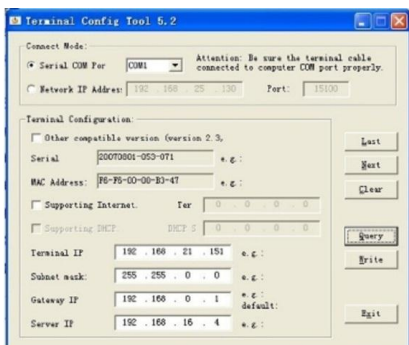 Terminal Config Tool 5.2
Connect Mode:
Serial COM Por COM1 Attention: Be sure the terminal cable
connected to computer COM port properly.
Network IP Addres: 192 . 168 . 25 . 130 Port: 15100
Terminal Configuration:
Other compatible version (version 2.3,
Serial 20070801-053-071 e.g.:
MAC Address: F6-F6-00-00-B3-47 e.g.:
Supporting Internet. Ter 0 . 0 . 0 . 0
Supporting DHCP. DHCP S 0 . 0 . 0 . 0
Terminal IP 192 . 168 . 21 . 151 e.g.:
Subnet mask: 255 . 255 . 0 . 0 e.g.:
Gateway IP 192 . 168 . 0 . 1 e.g.:
default:
Server IP 192 . 168 . 16 . 4 e.g.:
Last
Next
Clear
Query
Write
Exit